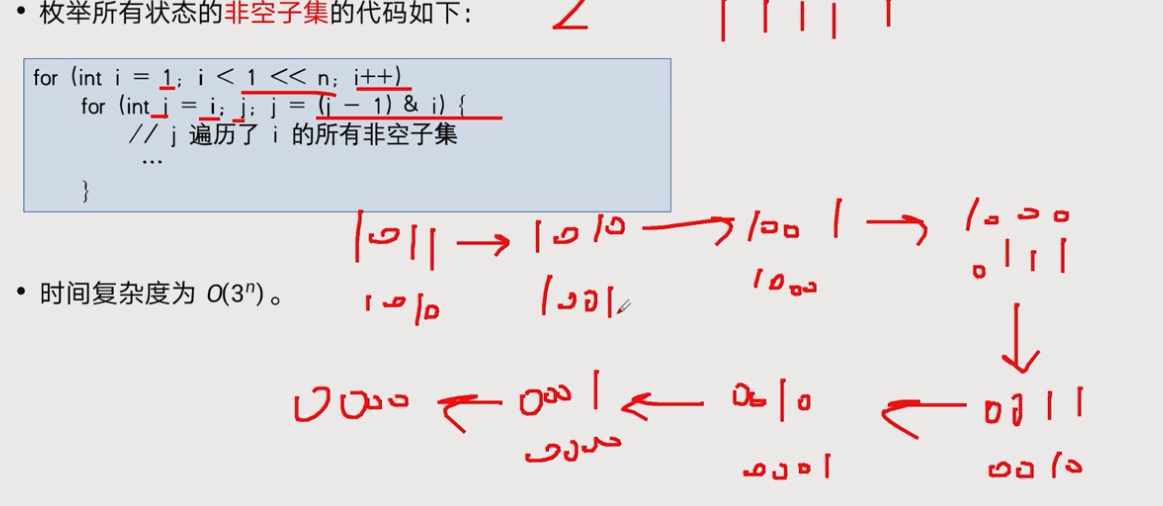 • 枚举所有状态的非空子集的代码如下：
for (int i = 1; i < 1 << n; i++)
for (int j = i; j; j = (j - 1) & i) {
// j 遍历了 i 的所有非空子集
...
}
1011 → 1010 → 1001 → 1000
1010 1001 1000 0111
• 时间复杂度为 O(3ⁿ)。
0000 ← 0001 ← 0010 ← 0011
0000 0001 0010